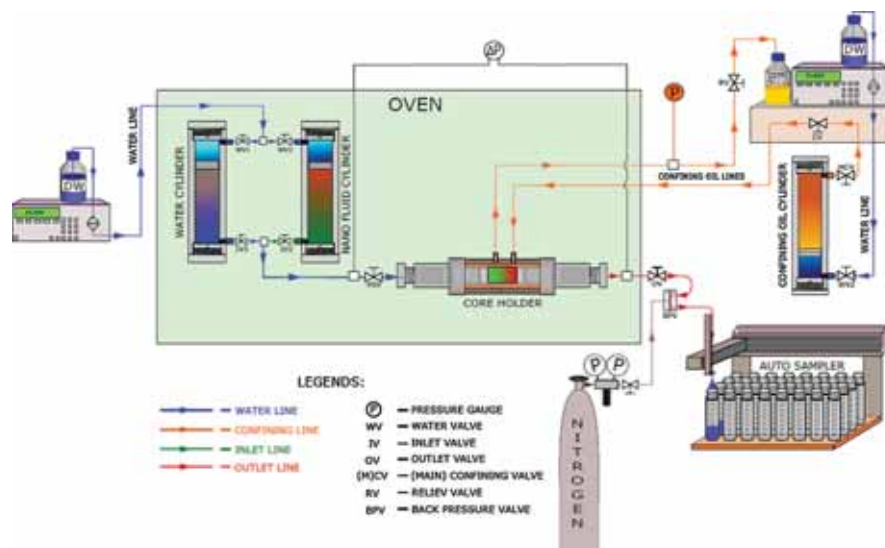 ΔP
DW
OVEN
P
WATER LINE
WATER CYLINDER
NANO FLUID CYLINDER
CONFINING OIL LINES
CONFINING OIL CYLINDER
WATER LINE
DW
CORE HOLDER
BPV
AUTO SAMPLER
P P
NITROGEN
LEGENDS:
WATER LINE
CONFINING LINE
INLET LINE
OUTLET LINE
P – PRESSURE GAUGE
WV – WATER VALVE
IV – INLET VALVE
OV – OUTLET VALVE
(M)CV – (MAIN) CONFINING VALVE
RV – RELIEV VALVE
BPV – BACK PRESSURE VALVE